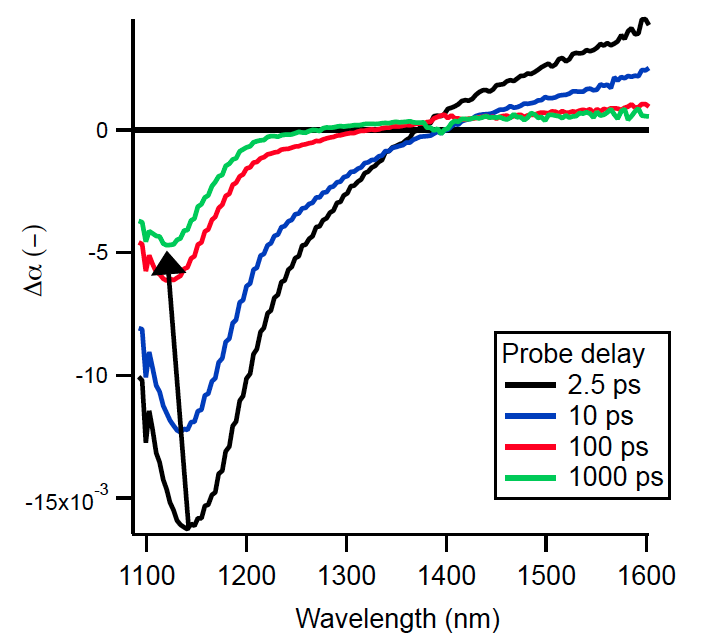 Δα (−)
0
-5
-10
-15x10⁻³
Probe delay
2.5 ps
10 ps
100 ps
1000 ps
1100 1200 1300 1400 1500 1600
Wavelength (nm)